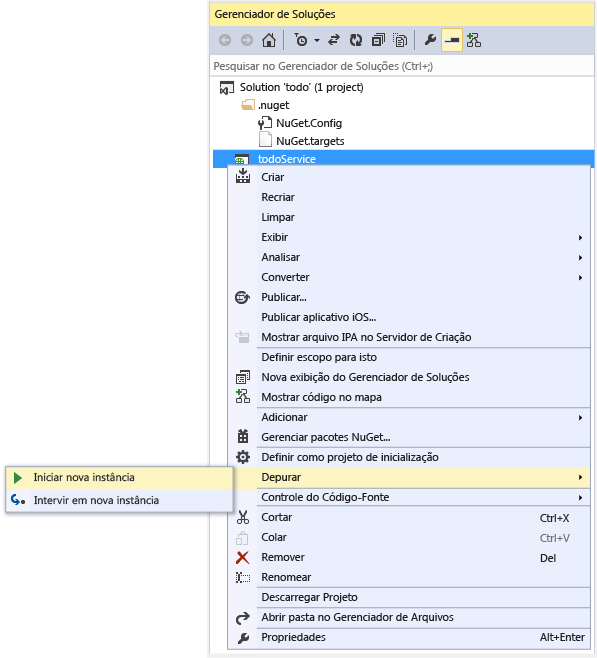 Gerenciador de Soluções
Pesquisar no Gerenciador de Soluções (Ctrl+;)
Solution 'todo' (1 project)
.nuget
NuGet.Config
NuGet.targets
todoService
Criar
Recriar
Limpar
Exibir
Analisar
Converter
Publicar...
Publicar aplicativo iOS...
Mostrar arquivo IPA no Servidor de Criação
Definir escopo para isto
Nova exibição do Gerenciador de Soluções
Mostrar código no mapa
Adicionar
Gerenciar pacotes NuGet...
Definir como projeto de inicialização
Depurar
Iniciar nova instância
Intervir em nova instância
Controle do Código-Fonte
Cortar Ctrl+X
Colar Ctrl+V
Remover Del
Renomear
Descarregar Projeto
Abrir pasta no Gerenciador de Arquivos
Propriedades Alt+Enter